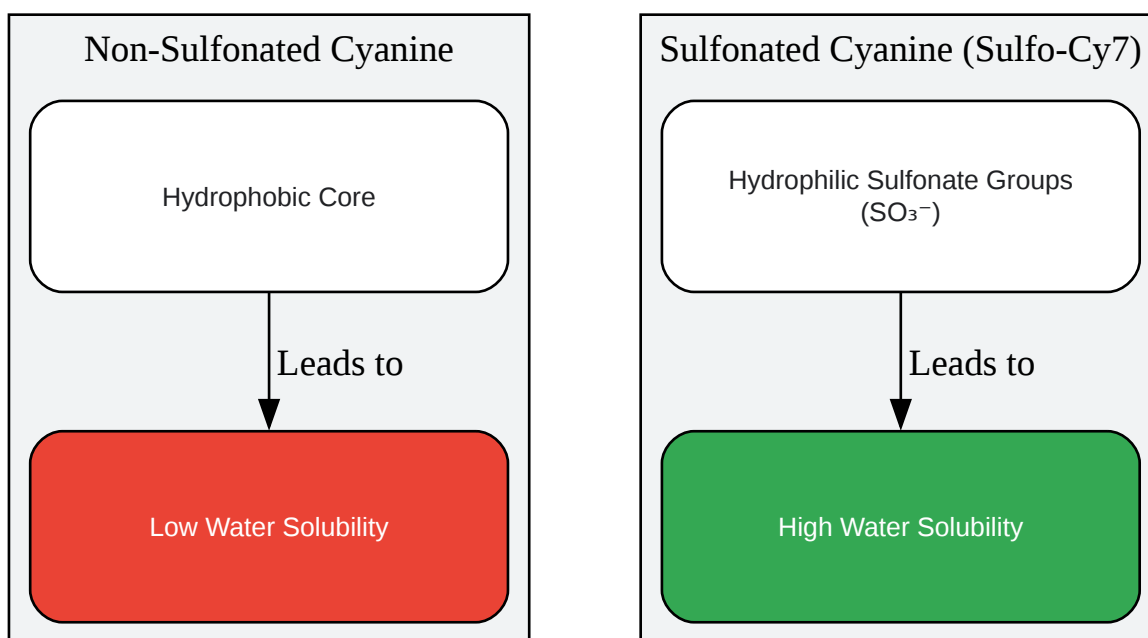 Non-Sulfonated Cyanine
Hydrophobic Core
Leads to
Low Water Solubility
Sulfonated Cyanine (Sulfo-Cy7)
Hydrophilic Sulfonate Groups
(SO₃⁻)
Leads to
High Water Solubility